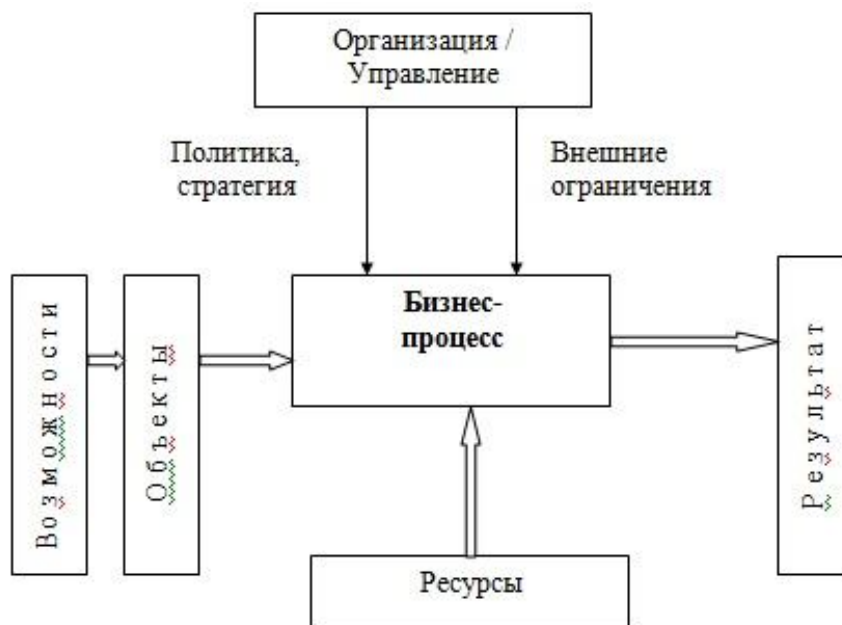 Организация /
Управление
Политика,
стратегия
Внешние
ограничения
Возможности
Объекты
Бизнес-
процесс
Результат
Ресурсы